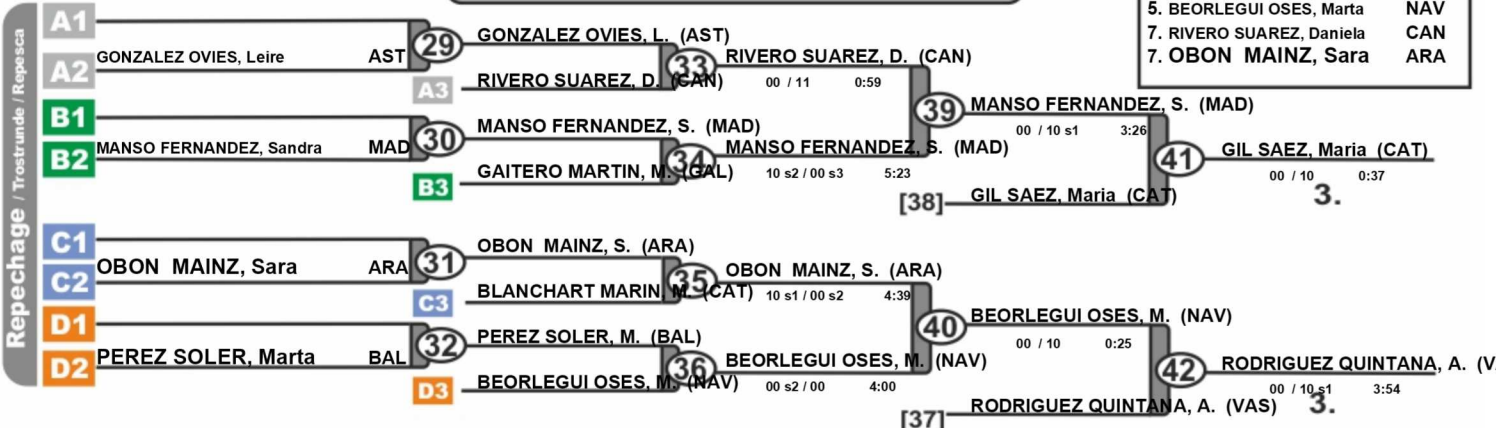 5. BEORLEGUI OSES, Marta NAV
7. RIVERO SUAREZ, Daniela CAN
7. OBON MAINZ, Sara ARA
Repechage / Trostrunde / Repesca
A1
GONZALEZ OVIES, Leire AST
A2
29
GONZALEZ OVIES, L. (AST)
A3
RIVERO SUAREZ, D. (CAN)
33
RIVERO SUAREZ, D. (CAN)
00 / 11 0:59
B1
MANSO FERNANDEZ, Sandra MAD
B2
30
MANSO FERNANDEZ, S. (MAD)
B3
GAITERO MARTIN, M. (GAL)
34
MANSO FERNANDEZ, S. (MAD)
10 s2 / 00 s3 5:23
39
MANSO FERNANDEZ, S. (MAD)
00 / 10 s1 3:26
[38]
GIL SAEZ, Maria (CAT)
41
GIL SAEZ, Maria (CAT)
00 / 10 0:37
3.
C1
OBON MAINZ, Sara ARA
C2
31
OBON MAINZ, S. (ARA)
C3
BLANCHART MARIN, M. (CAT)
35
OBON MAINZ, S. (ARA)
10 s1 / 00 s2 4:39
D1
PEREZ SOLER, Marta BAL
D2
32
PEREZ SOLER, M. (BAL)
D3
BEORLEGUI OSES, M. (NAV)
36
BEORLEGUI OSES, M. (NAV)
00 s2 / 00 4:00
40
BEORLEGUI OSES, M. (NAV)
00 / 10 0:25
[37]
RODRIGUEZ QUINTANA, A. (VAS)
42
RODRIGUEZ QUINTANA, A. (V
00 / 10 s1 3:54
3.